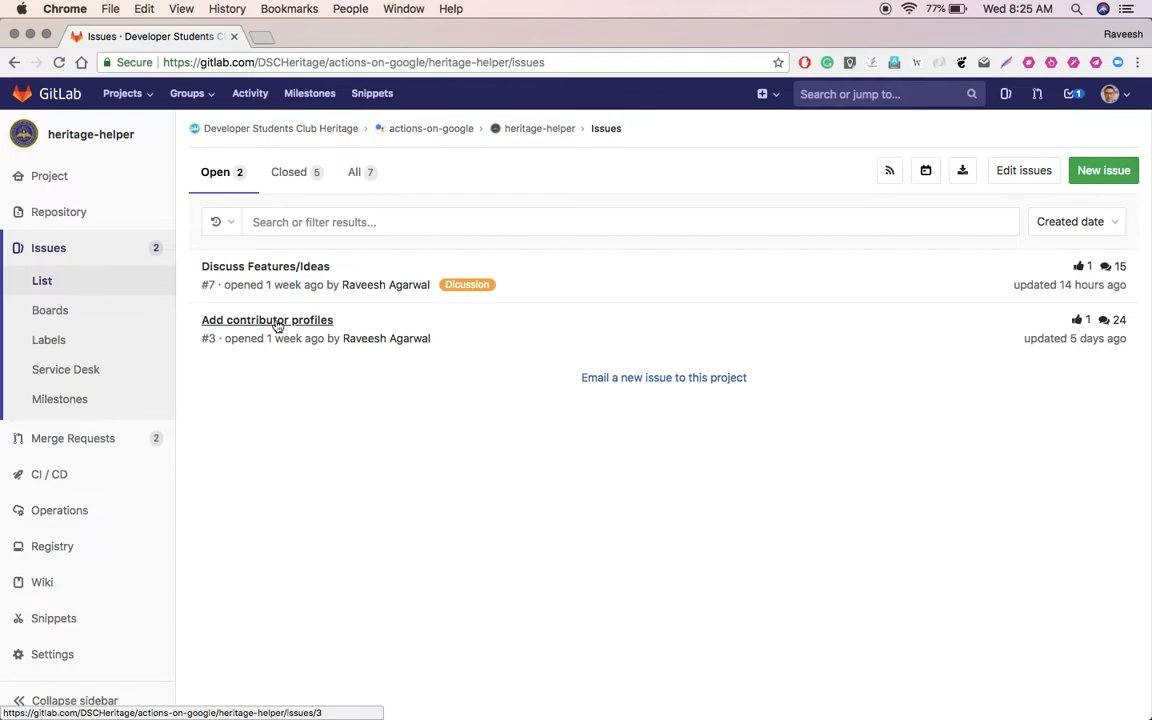 Chrome File Edit View History Bookmarks People Window Help 77% Wed 8:25 AM
Issues · Developer Students Cl Raveesh
Secure https://gitlab.com/DSCHeritage/actions-on-google/heritage-helper/issues
GitLab Projects Groups Activity Milestones Snippets Search or jump to... 1
heritage-helper
Developer Students Club Heritage › actions-on-google › heritage-helper › Issues
Open 2 Closed 5 All 7 Edit issues New issue
Project
Repository
Issues 2
List
Boards
Labels
Service Desk
Milestones
Merge Requests 2
CI / CD
Operations
Registry
Wiki
Snippets
Settings
Collapse sidebar
Search or filter results... Created date
Discuss Features/Ideas 1 15
#7 · opened 1 week ago by Raveesh Agarwal Dicussion updated 14 hours ago
Add contributor profiles 1 24
#3 · opened 1 week ago by Raveesh Agarwal updated 5 days ago
Email a new issue to this project
https://gitlab.com/DSCHeritage/actions-on-google/heritage-helper/issues/3